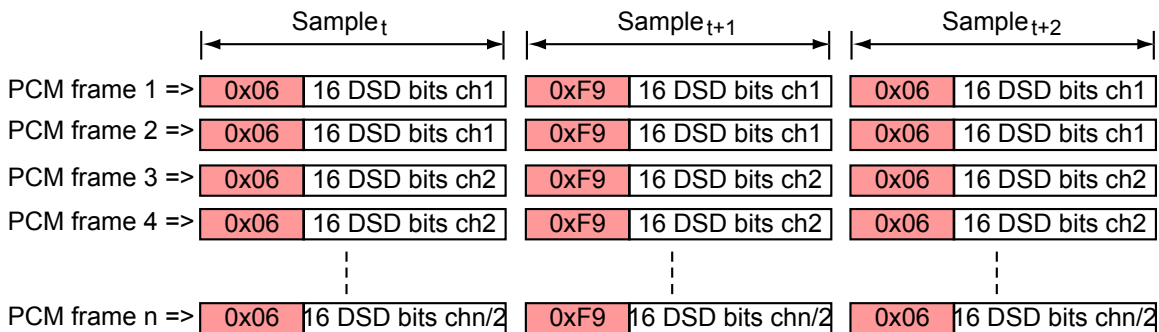 Sample t Sample t+1 Sample t+2
PCM frame 1 => 0x06 16 DSD bits ch1 0xF9 16 DSD bits ch1 0x06 16 DSD bits ch1
PCM frame 2 => 0x06 16 DSD bits ch1 0xF9 16 DSD bits ch1 0x06 16 DSD bits ch1
PCM frame 3 => 0x06 16 DSD bits ch2 0xF9 16 DSD bits ch2 0x06 16 DSD bits ch2
PCM frame 4 => 0x06 16 DSD bits ch2 0xF9 16 DSD bits ch2 0x06 16 DSD bits ch2
PCM frame n => 0x06 16 DSD bits chn/2 0xF9 16 DSD bits chn/2 0x06 16 DSD bits chn/2